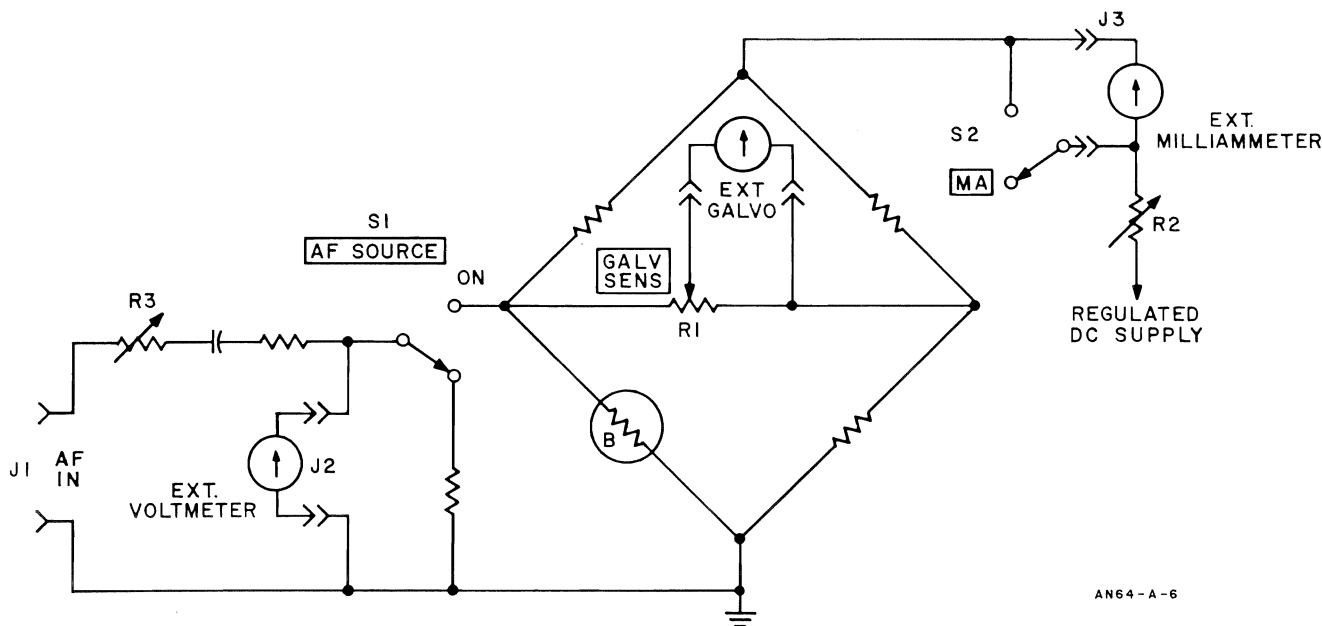 J3
S2
EXT.
MILLIAMMETER
MA
EXT
GALVO
R2
S1
AF SOURCE
GALV
SENS
ON
R3
R1
REGULATED
DC SUPPLY
B
J1 AF
IN
J2
EXT.
VOLTMETER
AN64-A-6